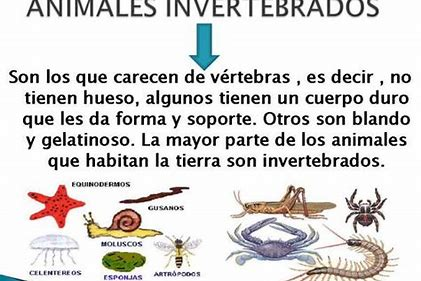 ANIMALES INVERTEBRADOS
Son los que carecen de vértebras , es decir , no
tienen hueso, algunos tienen un cuerpo duro
que les da forma y soporte. Otros son blando
y gelatinoso. La mayor parte de los animales
que habitan la tierra son invertebrados.
EQUINODERMOS
GUSANOS
MOLUSCOS
CELENTEREOS
ESPONJAS
ARTRÓPODOS